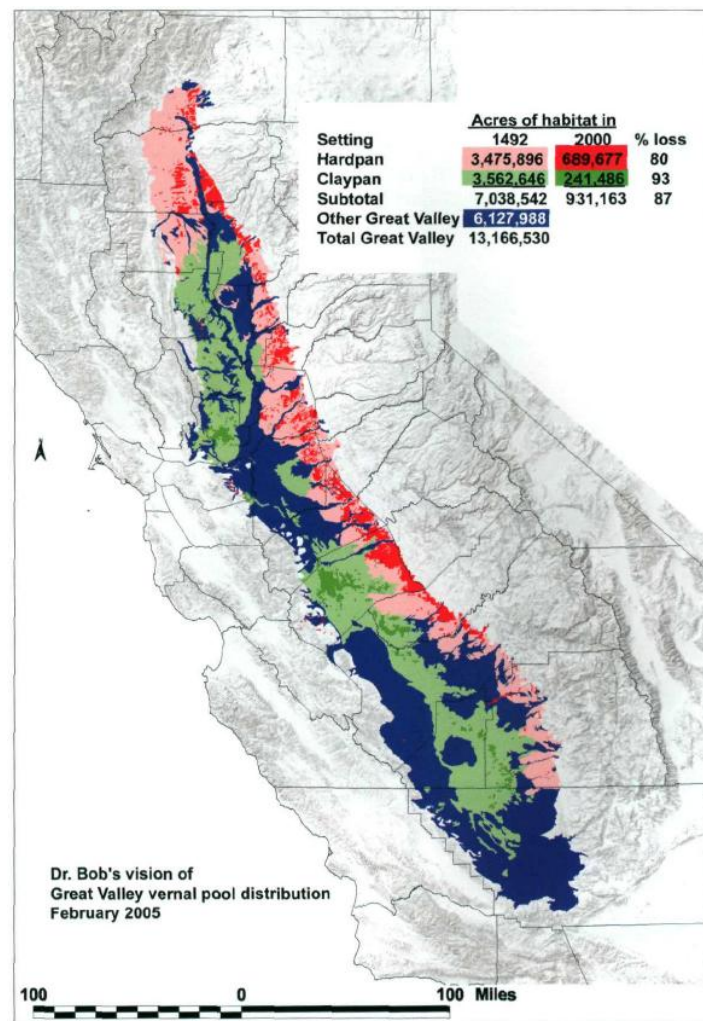 Acres of habitat in
Setting 1492 2000 % loss
Hardpan 3,475,896 689,677 80
Claypan 3,562,646 241,486 93
Subtotal 7,038,542 931,163 87
Other Great Valley 6,127,988
Total Great Valley 13,166,530
Dr. Bob's vision of
Great Valley vernal pool distribution
February 2005
100 0 100 Miles